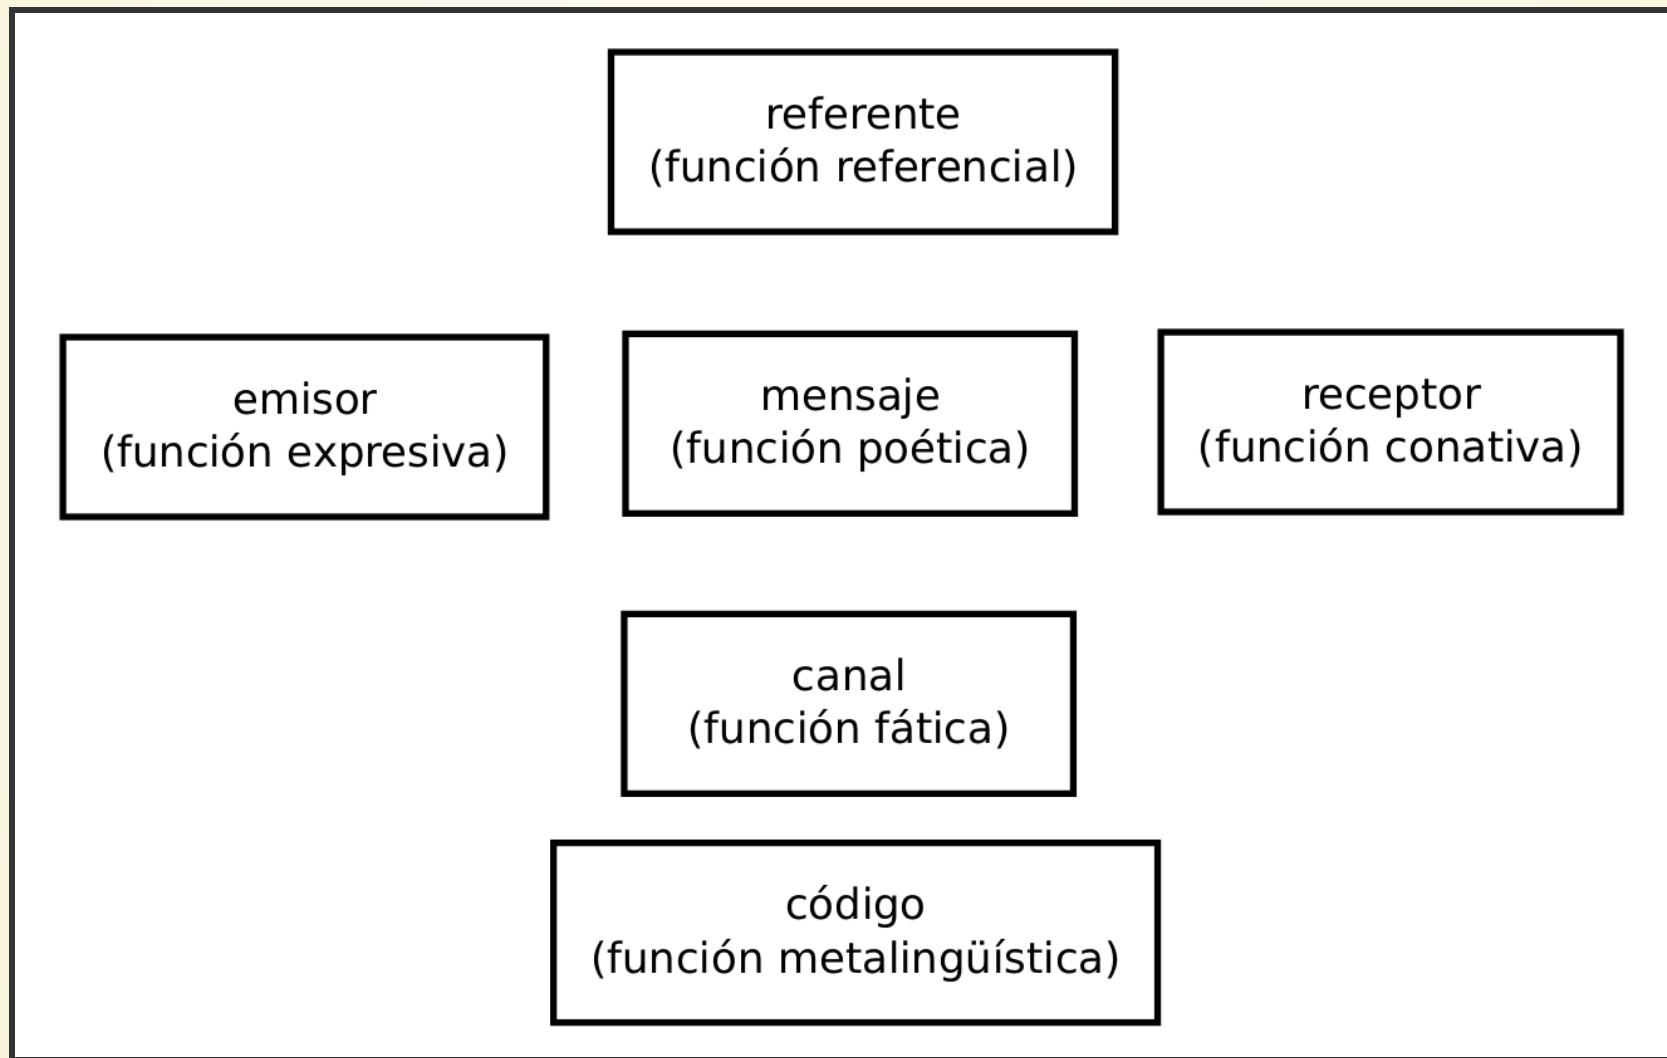 referente
(función referencial)
emisor
(función expresiva)
mensaje
(función poética)
receptor
(función conativa)
canal
(función fática)
código
(función metalingüística)